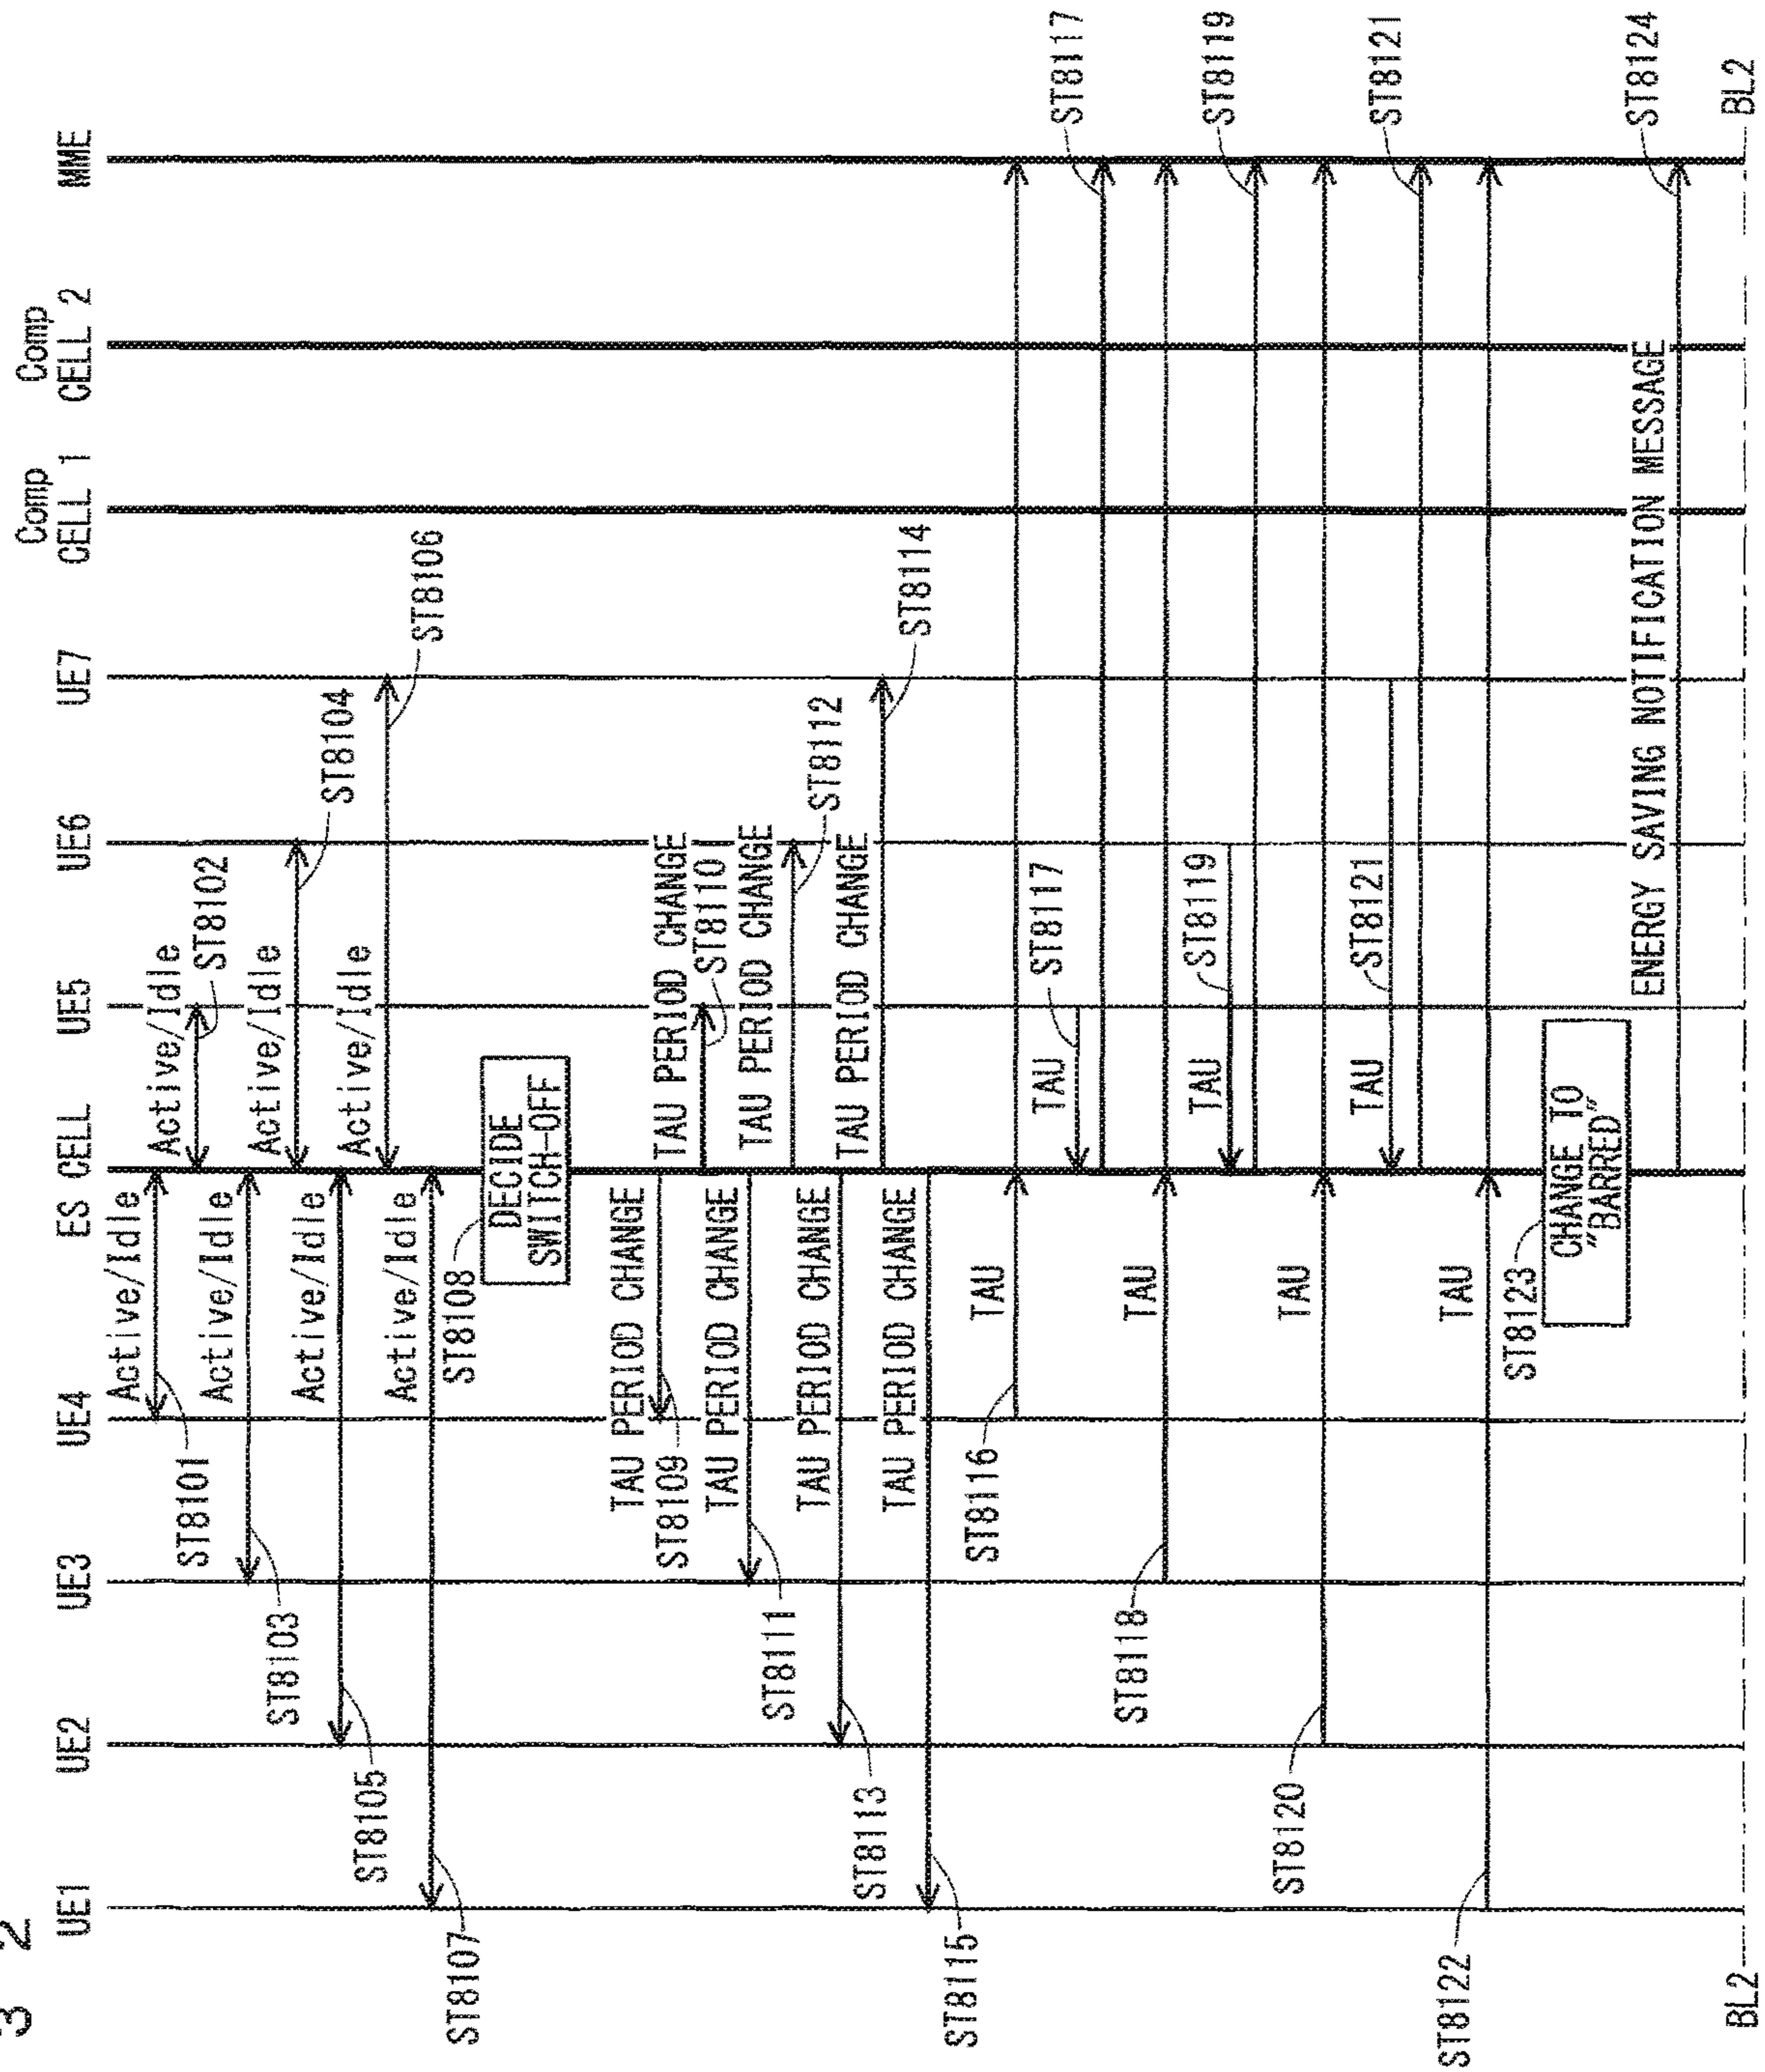 3 2
UE1
UE2
UE3
UE4
ES CELL
UE5
UE6
UE7
Comp
CELL 1
Comp
CELL 2
MME
Active/Idle
ST8101
Active/Idle
ST8102
Active/Idle
ST8103
Active/Idle
ST8104
Active/Idle
ST8105
Active/Idle
ST8106
Active/Idle
ST8107
ST8108
DECIDE
SWITCH-OFF
TAU PERIOD CHANGE
ST8109
TAU PERIOD CHANGE
ST8110
TAU PERIOD CHANGE
ST8111
TAU PERIOD CHANGE
ST8112
TAU PERIOD CHANGE
ST8113
TAU PERIOD CHANGE
ST8114
TAU PERIOD CHANGE
ST8115
TAU
ST8116
TAU
ST8117
ST8117
TAU
ST8118
TAU
ST8119
ST8119
TAU
ST8120
TAU
ST8121
ST8121
TAU
ST8122
ST8123
CHANGE TO
"BARRED"
ENERGY SAVING NOTIFICATION MESSAGE
ST8124
BL2
BL2